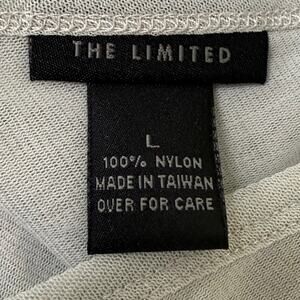 THE LIMITED
L
100% NYLON
MADE IN TAIWAN
OVER FOR CARE